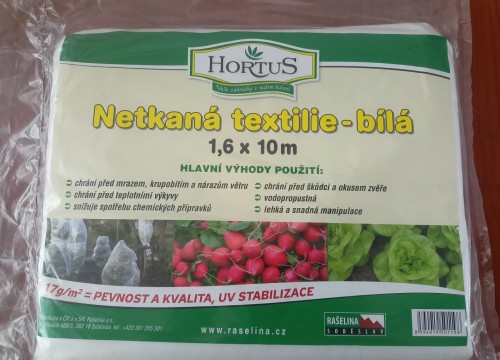 HORTUS
Netkaná textilie - bílá
1,6 x 10m
HLAVNÍ VÝHODY POUŽITÍ:
chrání před mrazem, krupobitím a nárazům větru
chrání před teplotními výkyvy
snižuje spotřebu chemických přípravků
chrání před škůdci a okusem zvěře
vodopropustná
lehká a snadná manipulace
17g/m² = PEVNOST A KVALITA, UV STABILIZACE
www.raselina.cz
RAŠELINA
SOBĚSLAV